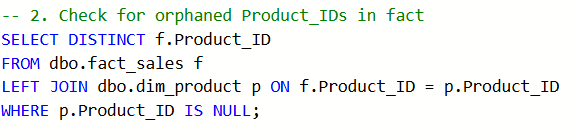 -- 2. Check for orphaned Product_IDs in fact
SELECT DISTINCT f.Product_ID
FROM dbo.fact_sales f
LEFT JOIN dbo.dim_product p ON f.Product_ID = p.Product_ID
WHERE p.Product_ID IS NULL;